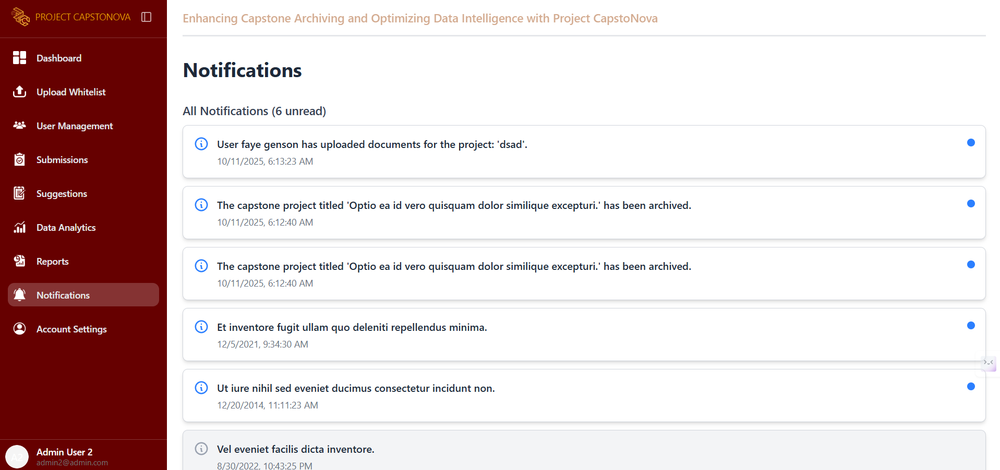 PROJECT CAPSTONOVA
Dashboard
Upload Whitelist
User Management
Submissions
Suggestions
Data Analytics
Reports
Notifications
Account Settings
A2
Admin User 2
admin2@admin.com
Enhancing Capstone Archiving and Optimizing Data Intelligence with Project CapstoNova
Notifications
All Notifications (6 unread)
User faye genson has uploaded documents for the project: 'dsad'.
10/11/2025, 6:13:23 AM
The capstone project titled 'Optio ea id vero quisquam dolor similique excepturi.' has been archived.
10/11/2025, 6:12:40 AM
The capstone project titled 'Optio ea id vero quisquam dolor similique excepturi.' has been archived.
10/11/2025, 6:12:40 AM
Et inventore fugit ullam quo deleniti repellendus minima.
12/5/2021, 9:34:30 AM
Ut iure nihil sed eveniet ducimus consectetur incidunt non.
12/20/2014, 11:11:23 AM
Vel eveniet facilis dicta inventore.
8/30/2022, 10:43:25 PM